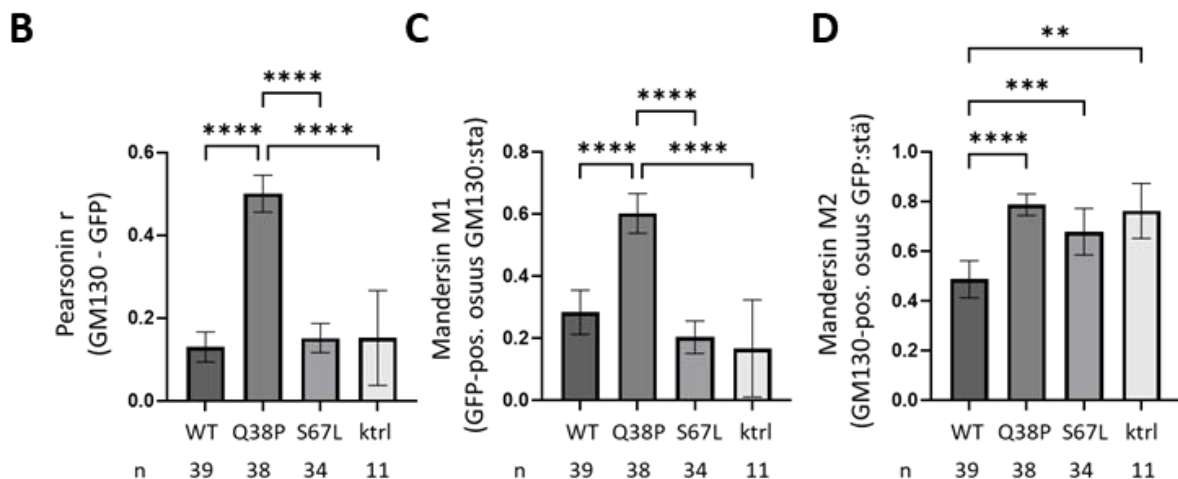 B
****
**** ****
0.6
0.4
0.2
0.0
Pearsonin r
(GM130 - GFP)
WT Q38P S67L ktrl
n 39 38 34 11
C
****
**** ****
0.8
0.6
0.4
0.2
0.0
Mandersin M1
(GFP-pos. osuus GM130:sta)
WT Q38P S67L ktrl
n 39 38 34 11
D
**
***
****
1.0
0.8
0.6
0.4
0.2
0.0
Mandersin M2
(GM130-pos. osuus GFP:stä)
WT Q38P S67L ktrl
n 39 38 34 11